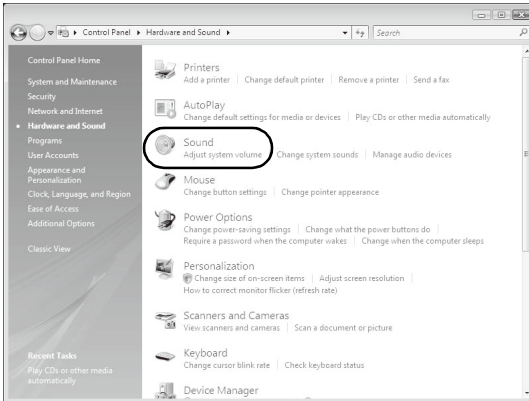 Control Panel ▸ Hardware and Sound ▸
Search
Control Panel Home
System and Maintenance
Security
Network and Internet
Hardware and Sound
Programs
User Accounts
Appearance and
Personalization
Clock, Language, and Region
Ease of Access
Additional Options
Classic View
Recent Tasks
Play CDs or other media
automatically
Printers
Add a printer | Change default printer | Remove a printer | Send a fax
AutoPlay
Change default settings for media or devices | Play CDs or other media automatically
Sound
Adjust system volume | Change system sounds | Manage audio devices
Mouse
Change button settings | Change pointer appearance
Power Options
Change power-saving settings | Change what the power buttons do |
Require a password when the computer wakes | Change when the computer sleeps
Personalization
Change size of on-screen items | Adjust screen resolution |
How to correct monitor flicker (refresh rate)
Scanners and Cameras
View scanners and cameras | Scan a document or picture
Keyboard
Change cursor blink rate | Check keyboard status
Device Manager